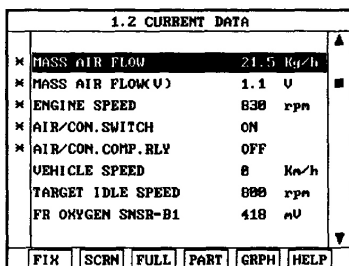 1.2 CURRENT DATA
* MASS AIR FLOW 21.5 Kg/h
* MASS AIR FLOW(V) 1.1 V
* ENGINE SPEED 830 rpm
* AIR/CON.SWITCH ON
* AIR/CON.COMP.RLY OFF
VEHICLE SPEED 0 Km/h
TARGET IDLE SPEED 800 rpm
FR OXYGEN SNSR-B1 418 mV
FIX SCRN FULL PART GRPH HELP